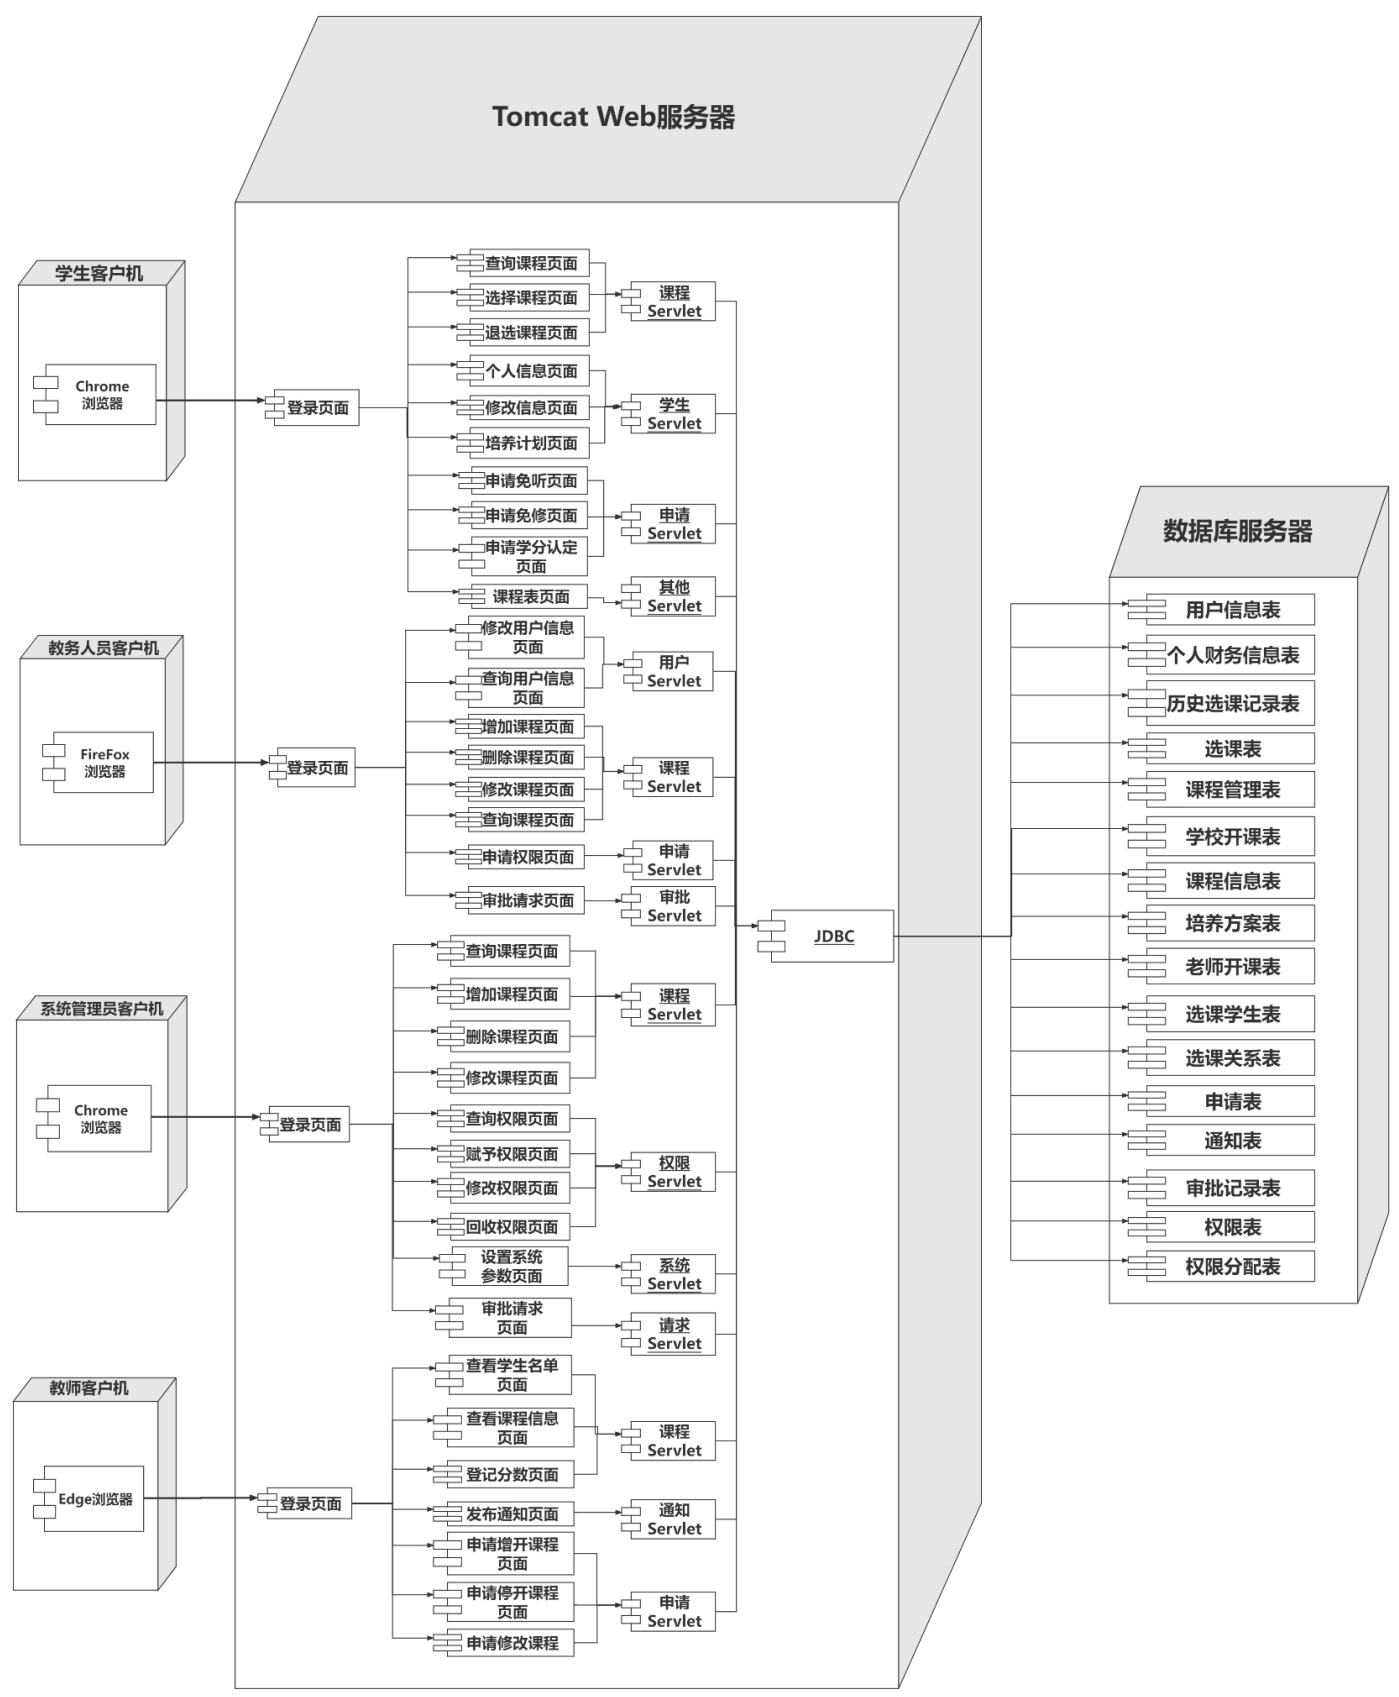 Tomcat Web服务器
学生客户机
Chrome
浏览器
登录页面
查询课程页面
选择课程页面
退选课程页面
个人信息页面
修改信息页面
培养计划页面
申请免听页面
申请免修页面
申请学分认定
页面
课程表页面
课程
Servlet
学生
Servlet
申请
Servlet
其他
Servlet
教务人员客户机
FireFox
浏览器
登录页面
修改用户信息
页面
查询用户信息
页面
增加课程页面
删除课程页面
修改课程页面
查询课程页面
申请权限页面
审批请求页面
用户
Servlet
课程
Servlet
申请
Servlet
审批
Servlet
系统管理员客户机
Chrome
浏览器
登录页面
查询课程页面
增加课程页面
删除课程页面
修改课程页面
查询权限页面
赋予权限页面
修改权限页面
回收权限页面
设置系统
参数页面
审批请求
页面
课程
Servlet
权限
Servlet
系统
Servlet
请求
Servlet
教师客户机
Edge浏览器
登录页面
查看学生名单
页面
查看课程信息
页面
登记分数页面
发布通知页面
申请增开课程
页面
申请停开课程
页面
申请修改课程
课程
Servlet
通知
Servlet
申请
Servlet
JDBC
数据库服务器
用户信息表
个人财务信息表
历史选课记录表
选课表
课程管理表
学校开课表
课程信息表
培养方案表
老师开课表
选课学生表
选课关系表
申请表
通知表
审批记录表
权限表
权限分配表